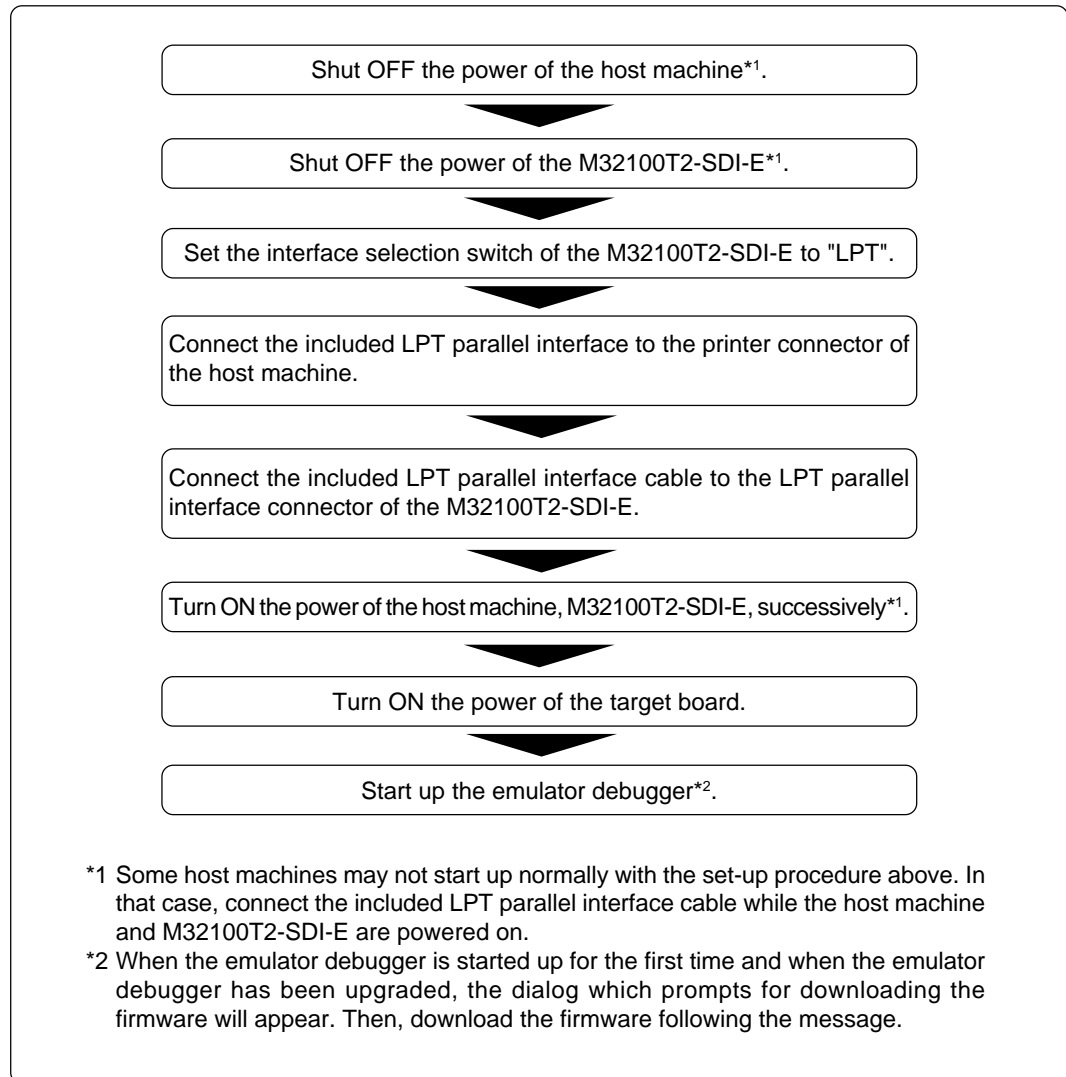 Shut OFF the power of the host machine*1.
Shut OFF the power of the M32100T2-SDI-E*1.
Set the interface selection switch of the M32100T2-SDI-E to "LPT".
Connect the included LPT parallel interface to the printer connector of
the host machine.
Connect the included LPT parallel interface cable to the LPT parallel
interface connector of the M32100T2-SDI-E.
Turn ON the power of the host machine, M32100T2-SDI-E, successively*1.
Turn ON the power of the target board.
Start up the emulator debugger*2.
*1 Some host machines may not start up normally with the set-up procedure above. In
that case, connect the included LPT parallel interface cable while the host machine
and M32100T2-SDI-E are powered on.
*2 When the emulator debugger is started up for the first time and when the emulator
debugger has been upgraded, the dialog which prompts for downloading the
firmware will appear. Then, download the firmware following the message.